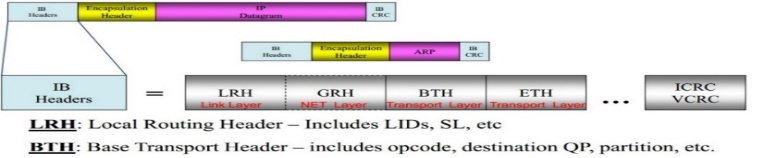 IB Headers
Encapsulation Header
IP Datagram
IB CRC
IB Headers
Encapsulation Header
ARP
IB CRC
IB Headers
=
LRH
Link Layer
GRH
NET Layer
BTH
Transport Layer
ETH
Transport Layer
...
ICRC
VCRC
LRH: Local Routing Header – Includes LIDs, SL, etc
BTH: Base Transport Header – includes opcode, destination QP, partition, etc.